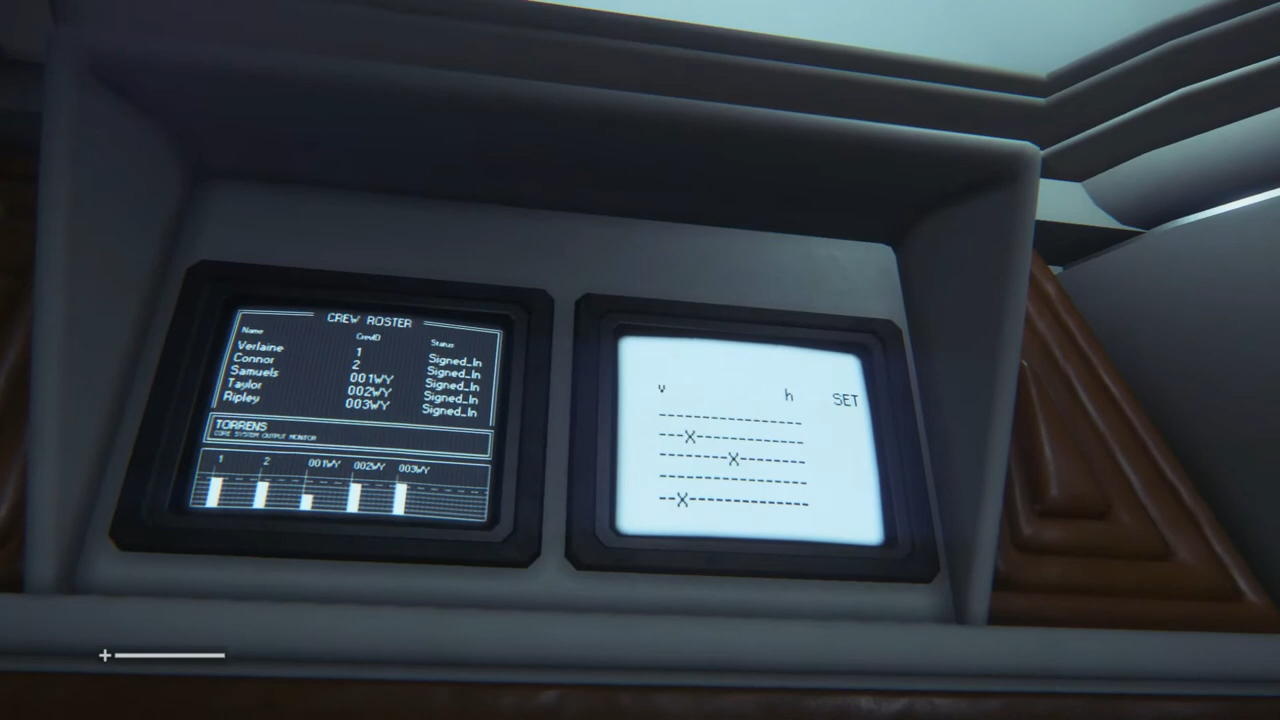 CREW ROSTER
Name CrewID Status
Verlaine 1 Signed_In
Connor 2 Signed_In
Samuels 001WY Signed_In
Taylor 002WY Signed_In
Ripley 003WY Signed_In
TORRENS
CORE SYSTEM OUTPUT MONITOR
1 2 001WY 002WY 003WY
v h SET
-----------------
---X-------------
---------X-------
-----------------
--X--------------